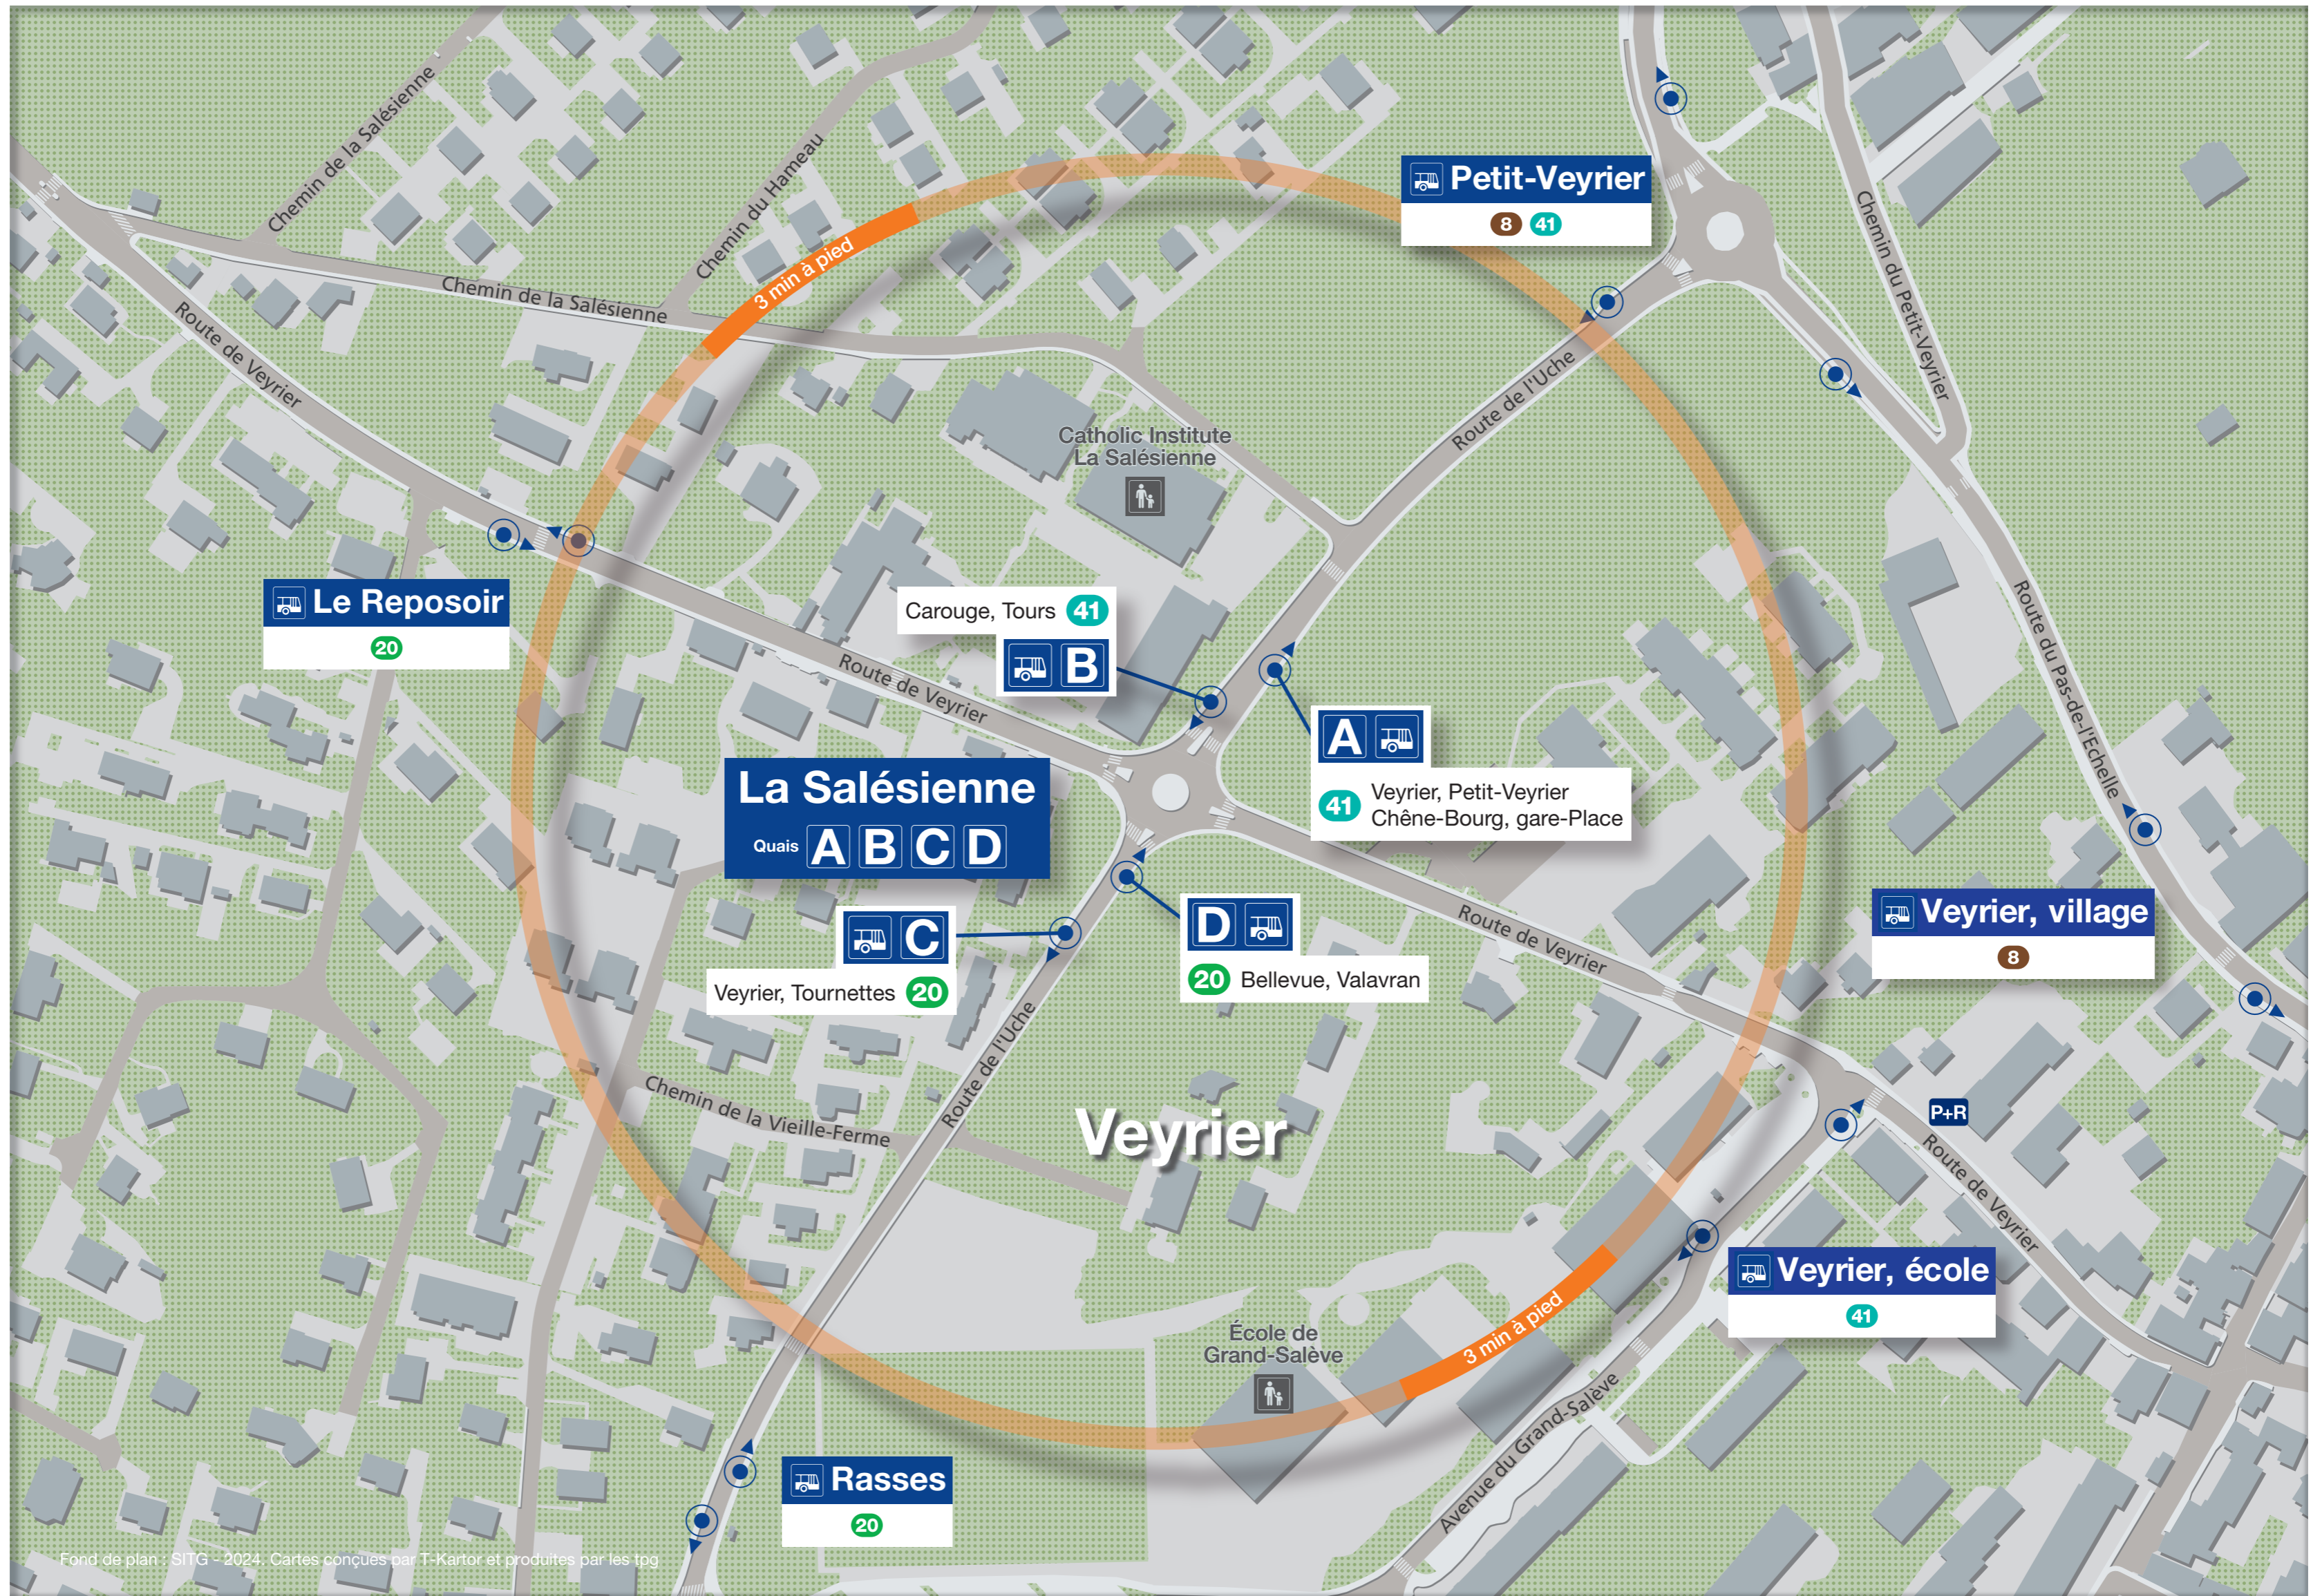 Chemin de la Salésienne
Chemin du Hameau
Petit-Veyrier
8 41
Chemin du Petit-Veyrier
3 min à pied
Chemin de la Salésienne
Route de Veyrier
Route de l'Uche
Catholic Institute
La Salésienne
Le Reposoir
20
Carouge, Tours 41
B
Route de Veyrier
Route du Pas-de-l'Echelle
A
41 Veyrier, Petit-Veyrier
Chêne-Bourg, gare-Place
La Salésienne
Quais A B C D
C
Veyrier, Tournettes 20
D
20 Bellevue, Valavran
Route de Veyrier
Veyrier, village
8
Route de l'Uche
Chemin de la Vieille-Ferme
Veyrier
P+R
Route de Veyrier
Veyrier, école
41
3 min à pied
École de
Grand-Salève
Avenue du Grand-Salève
Rasses
20
Fond de plan : SITG - 2024. Cartes conçues par T-Kartor et produites par les tpg